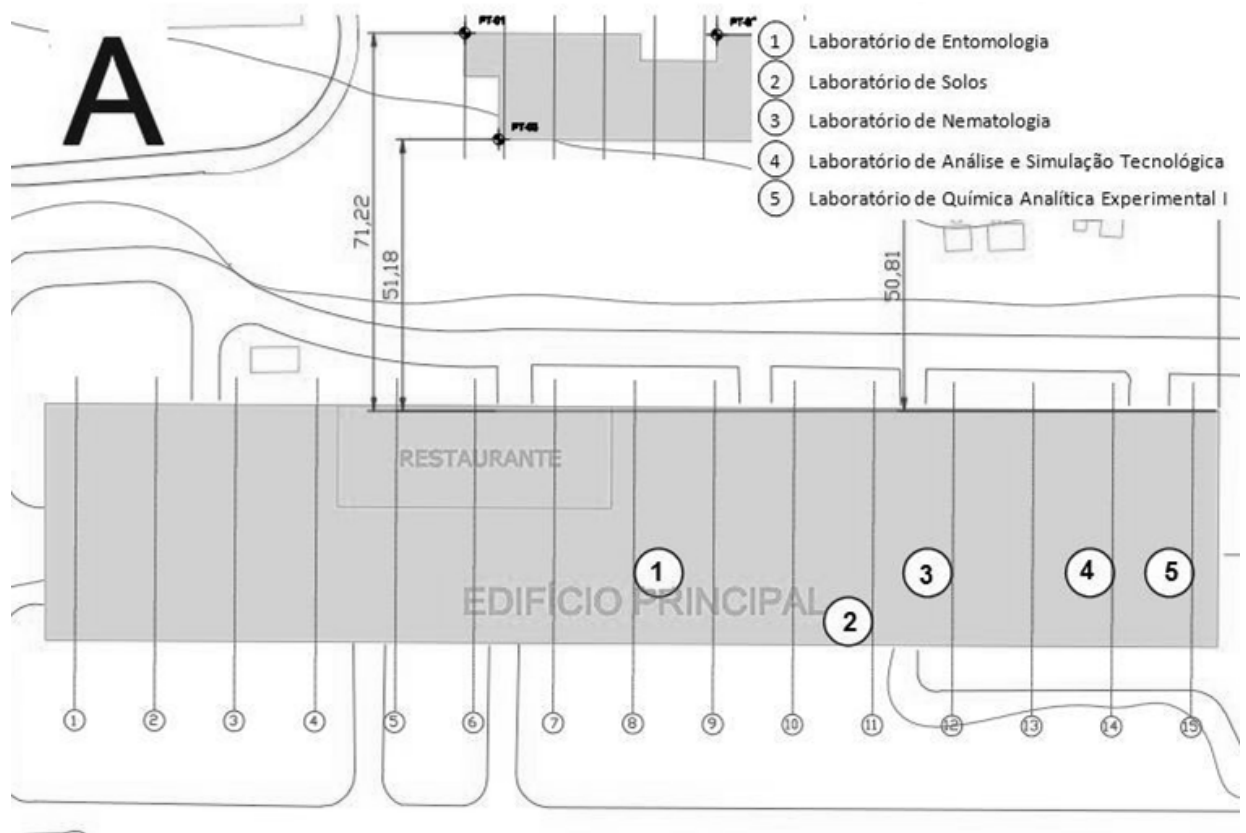 A
PT-01
1 Laboratório de Entomologia
2 Laboratório de Solos
3 Laboratório de Nematologia
4 Laboratório de Análise e Simulação Tecnológica
5 Laboratório de Química Analítica Experimental I
71,22
51,18
50,81
RESTAURANTE
EDIFÍCIO PRINCIPAL
1
2
3
4
5
1 2 3 4 5 6 7 8 9 10 11 12 13 14 15